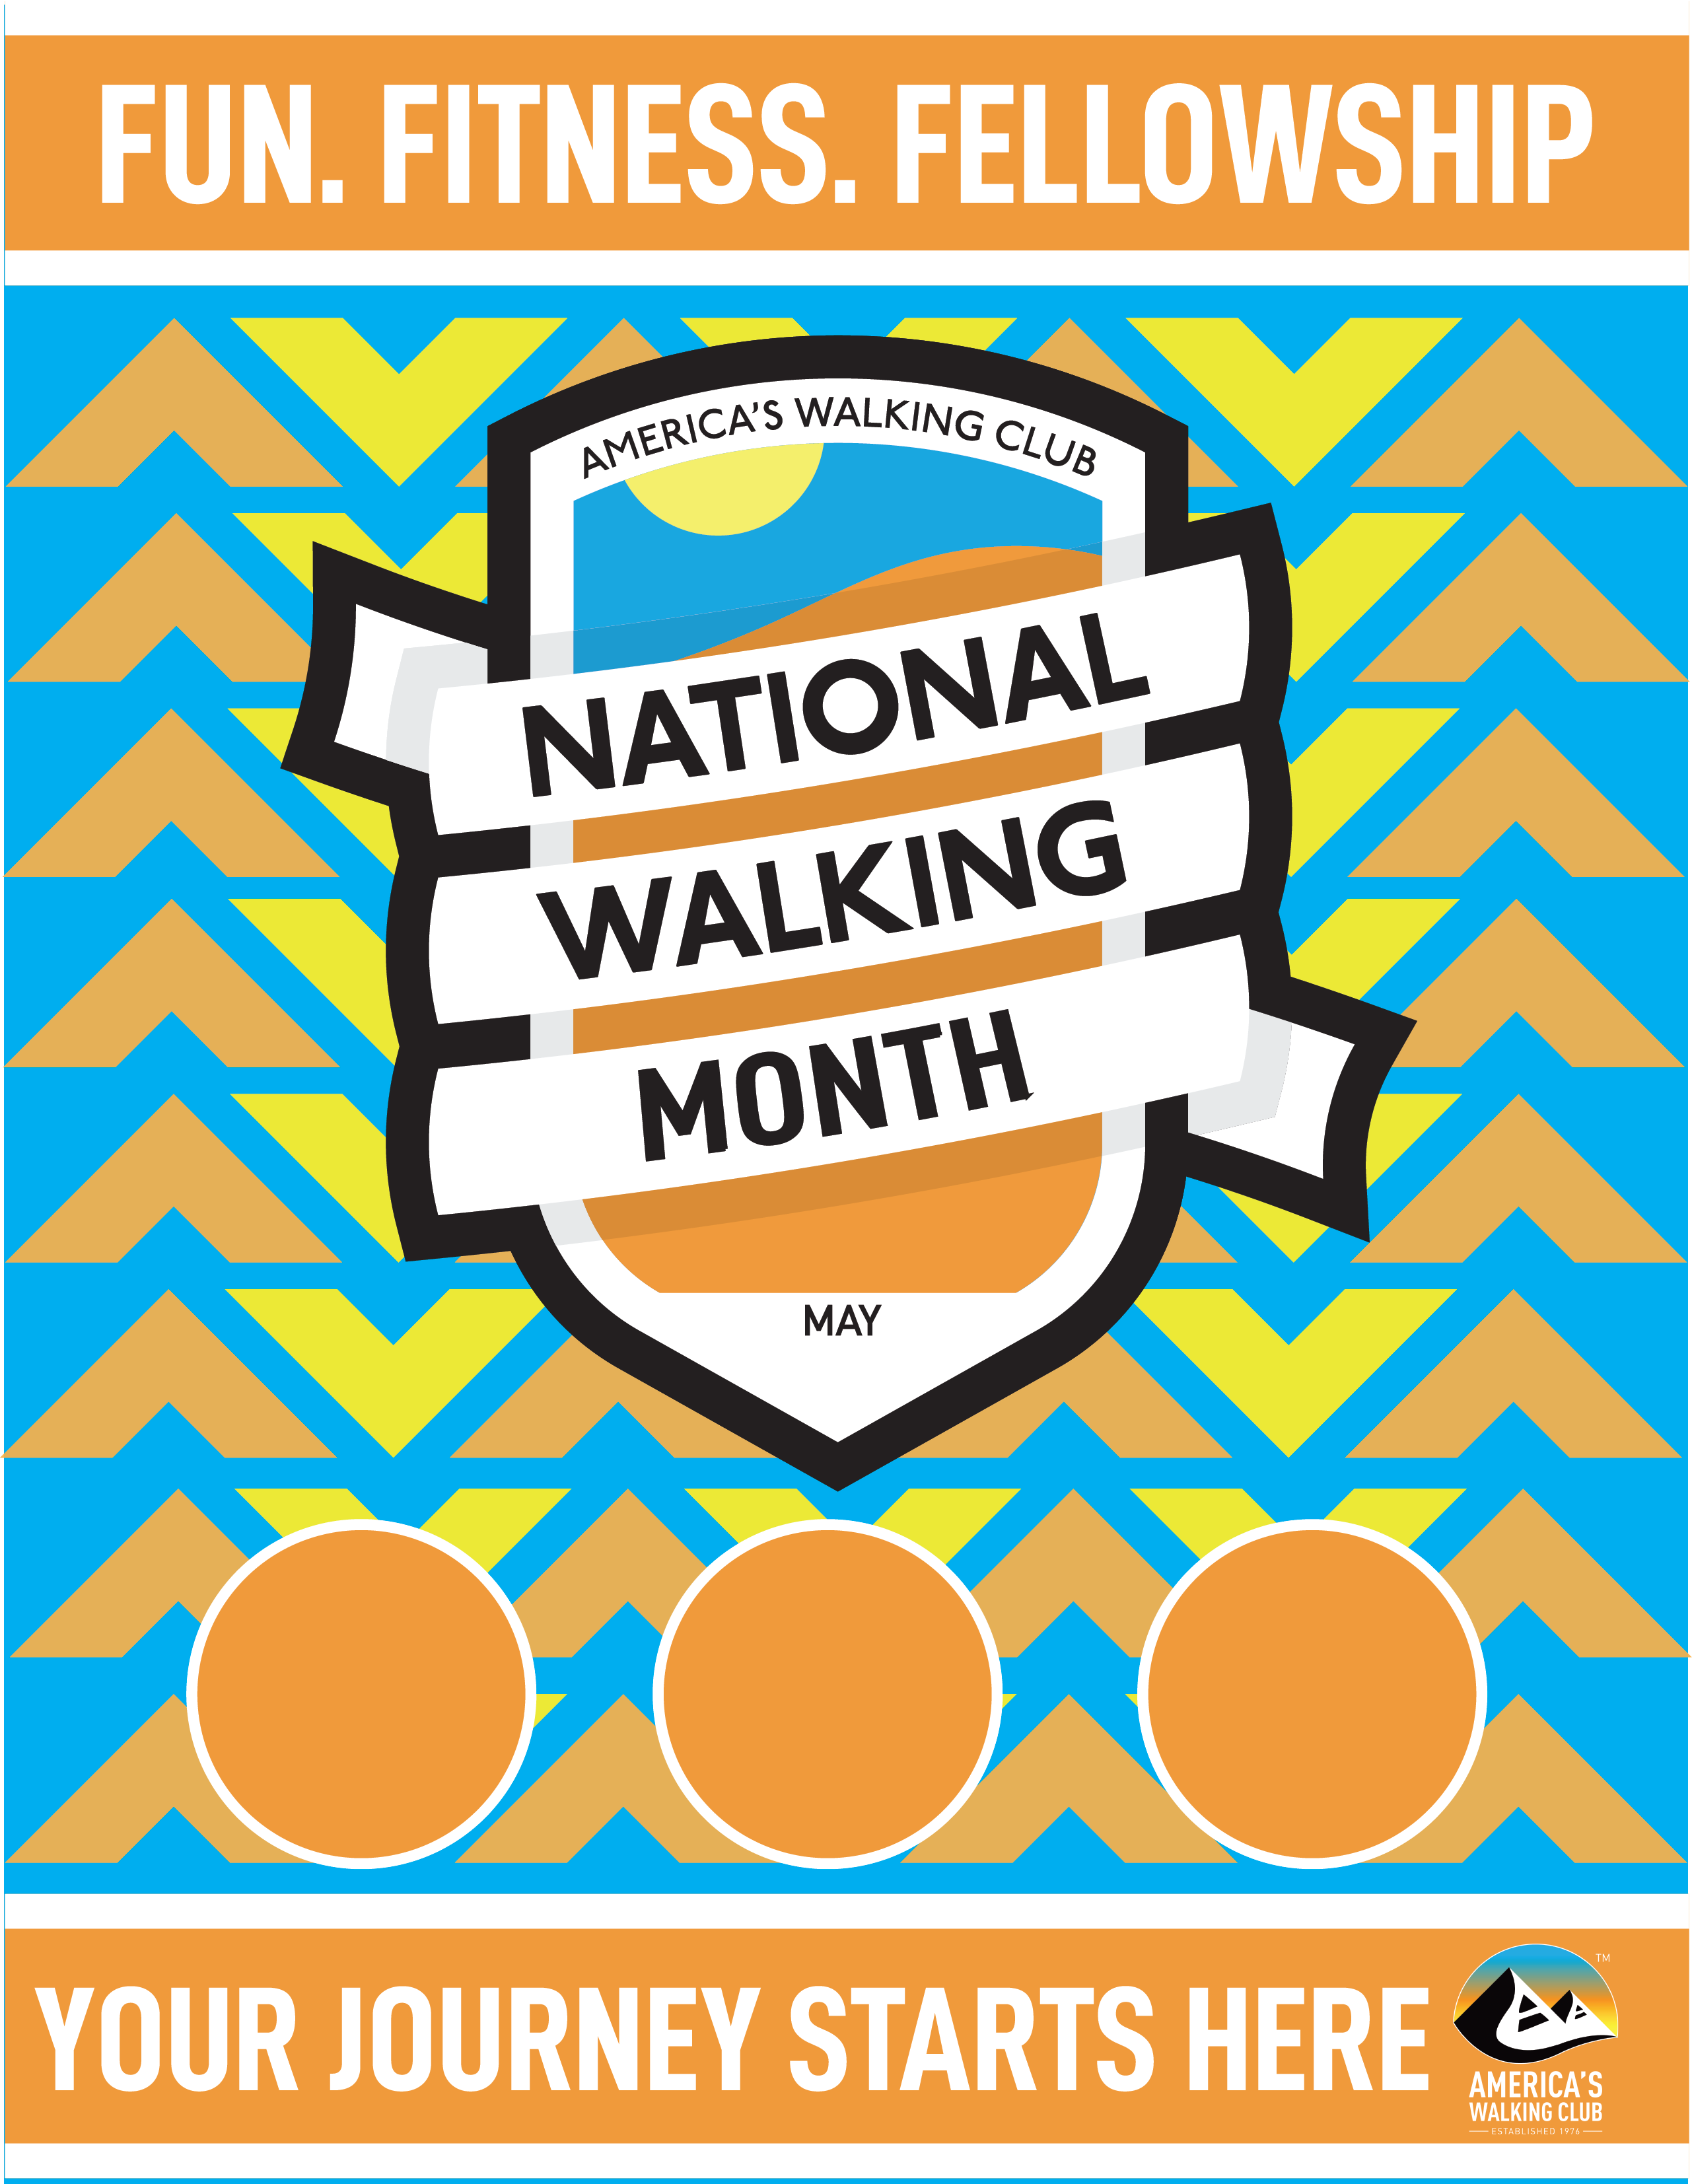 FUN. FITNESS. FELLOWSHIP
AMERICA'S WALKING CLUB
NATIONAL
WALKING
MONTH
MAY
YOUR JOURNEY STARTS HERE
TM
AMERICA'S
WALKING CLUB
ESTABLISHED 1976